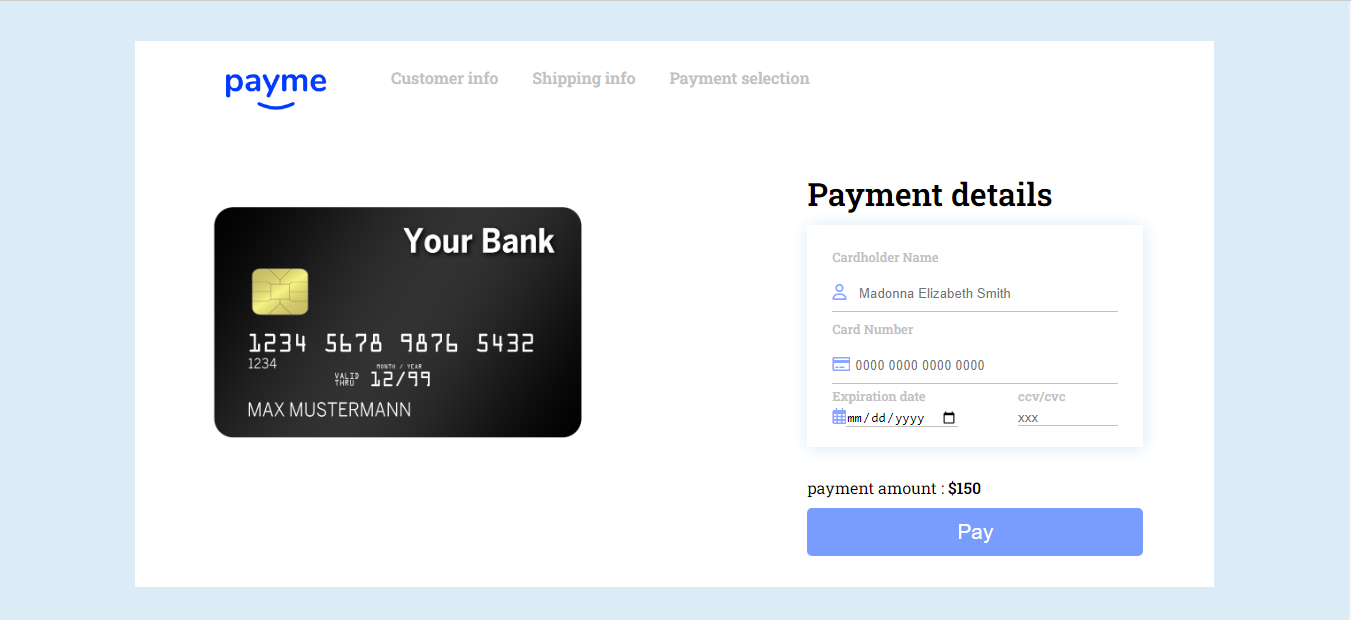 payme
Customer info Shipping info Payment selection
Your Bank
1234 5678 9876 5432
1234
MONTH / YEAR
VALID THRU 12/99
MAX MUSTERMANN
Payment details
Cardholder Name
Madonna Elizabeth Smith
Card Number
0000 0000 0000 0000
Expiration date ccv/cvc
mm/dd/yyyy xxx
payment amount : $150
Pay